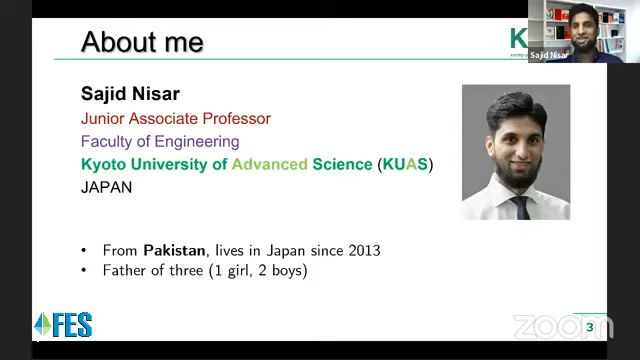 About me
K
Sajid Nisar
Sajid Nisar
Junior Associate Professor
Faculty of Engineering
Kyoto University of Advanced Science (KUAS)
JAPAN
• From Pakistan, lives in Japan since 2013
• Father of three (1 girl, 2 boys)
FES
zoom
3